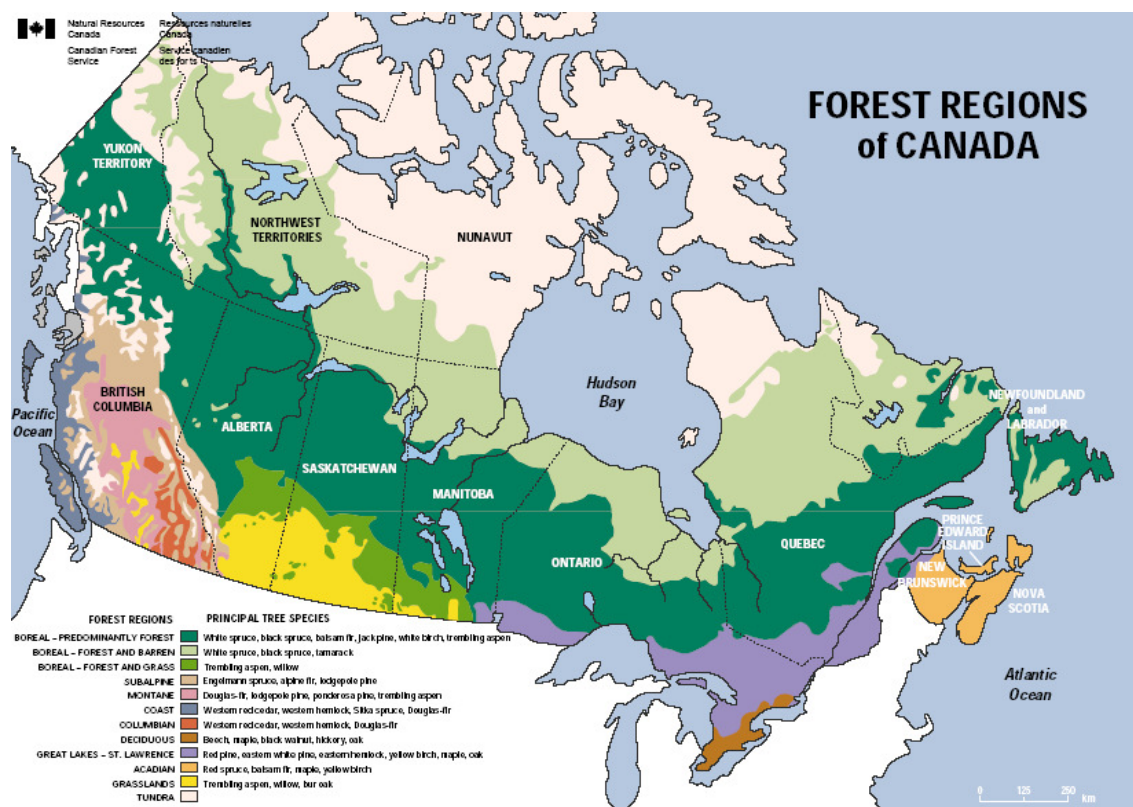 Natural Resources Canada
Ressources naturelles Canada
Canadian Forest Service
Service canadien des forts
FOREST REGIONS
of CANADA
YUKON
TERRITORY
NORTHWEST
TERRITORIES
NUNAVUT
Hudson
Bay
Pacific
Ocean
BRITISH
COLUMBIA
ALBERTA
SASKATCHEWAN
MANITOBA
ONTARIO
QUEBEC
NEWFOUNDLAND
and
LABRADOR
PRINCE
EDWARD
ISLAND
NEW
BRUNSWICK
NOVA
SCOTIA
Atlantic
Ocean
FOREST REGIONS PRINCIPAL TREE SPECIES
BOREAL – PREDOMINANTLY FOREST White spruce, black spruce, balsam fir, jack pine, white birch, trembling aspen
BOREAL – FOREST AND BARREN White spruce, black spruce, tamarack
BOREAL – FOREST AND GRASS Trembling aspen, willow
SUBALPINE Engelmann spruce, alpine fir, lodgepole pine
MONTANE Douglas-fir, lodgepole pine, ponderosa pine, trembling aspen
COAST Western redcedar, western hemlock, Sitka spruce, Douglas-fir
COLUMBIAN Western redcedar, western hemlock, Douglas-fir
DECIDUOUS Beech, maple, black walnut, hickory, oak
GREAT LAKES – ST. LAWRENCE Red pine, eastern white pine, eastern hemlock, yellow birch, maple, oak
ACADIAN Red spruce, balsam fir, maple, yellow birch
GRASSLANDS Trembling aspen, willow, bur oak
TUNDRA
0 125 250
km